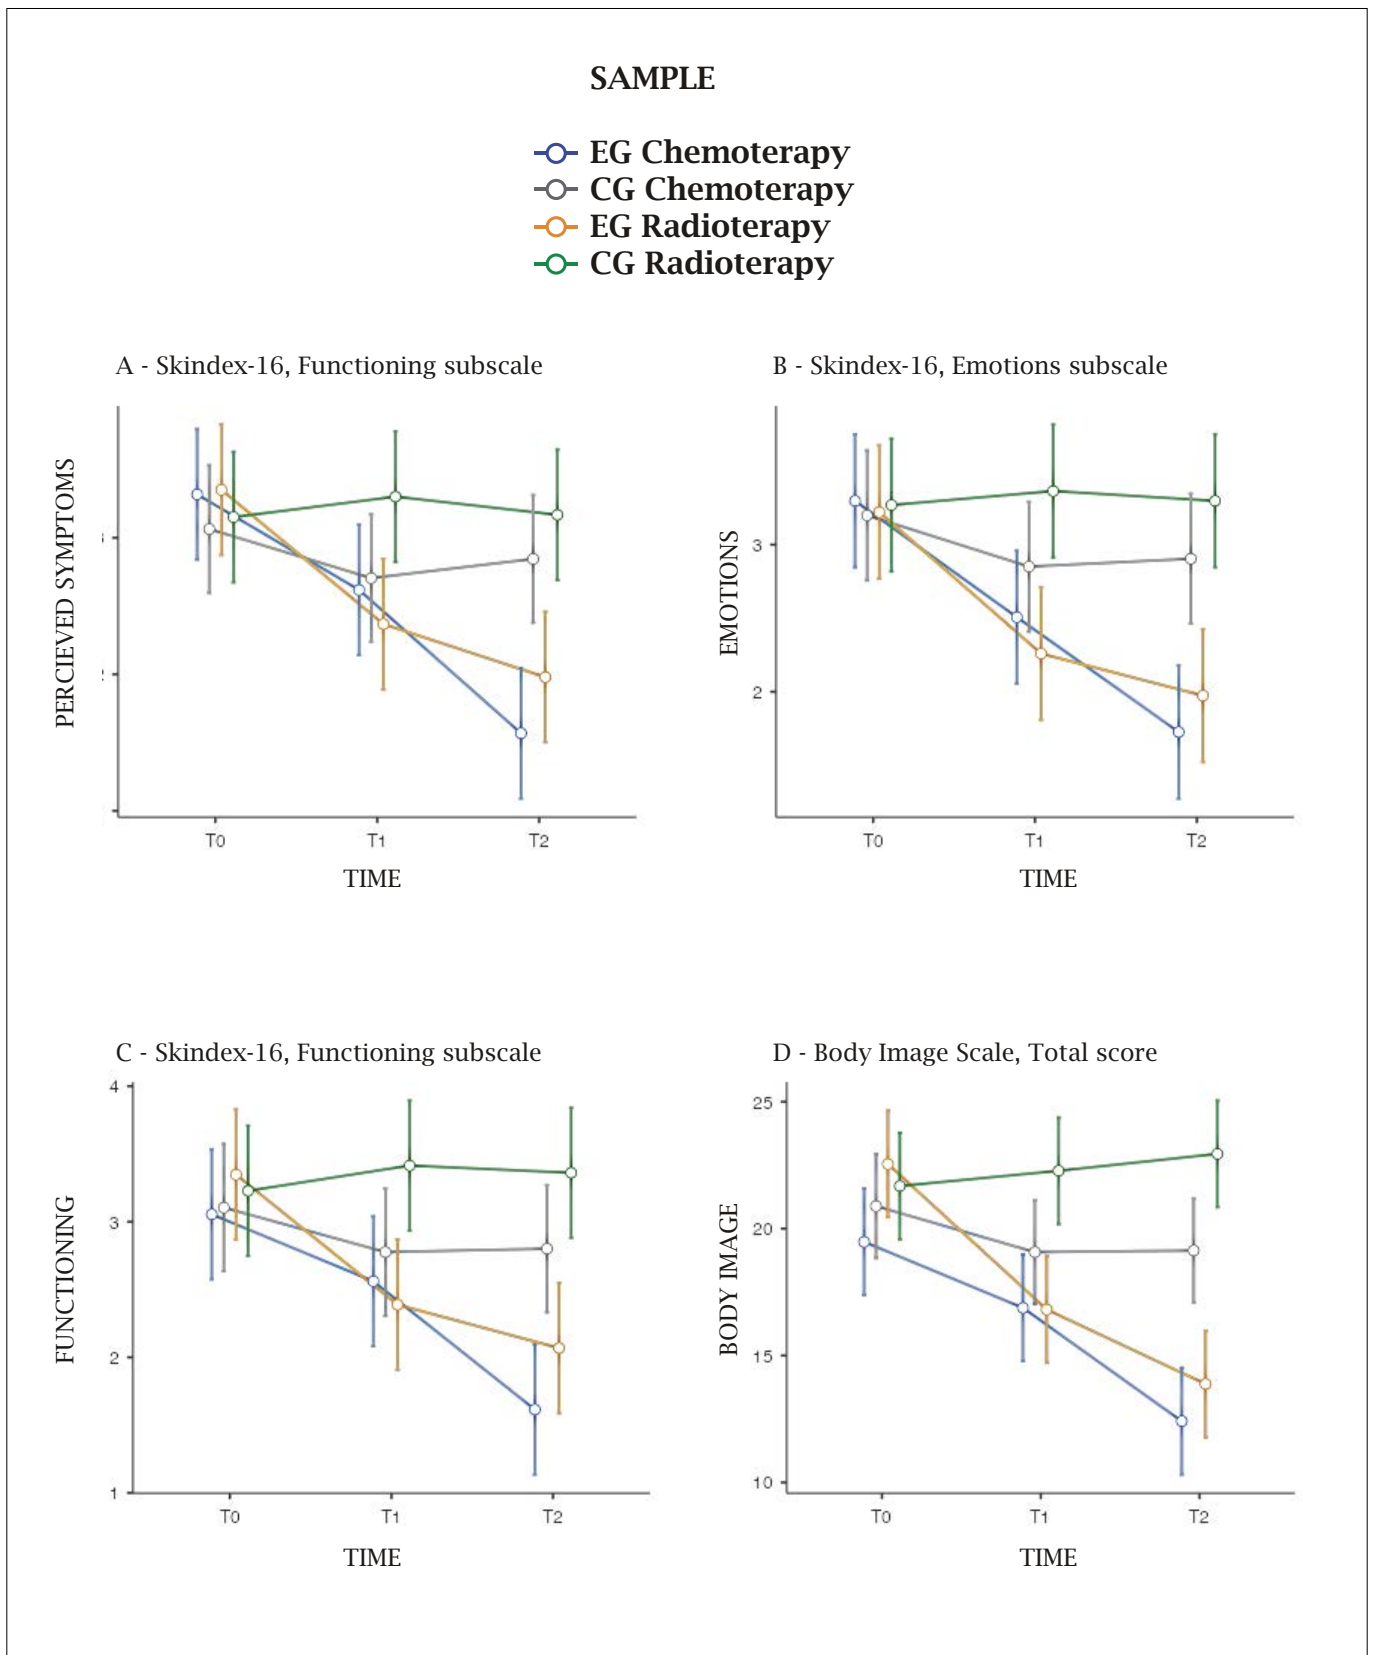 SAMPLE
EG Chemoterapy
CG Chemoterapy
EG Radioterapy
CG Radioterapy
A - Skindex-16, Functioning subscale
PERCIEVED SYMPTOMS
T0 T1 T2
TIME
B - Skindex-16, Emotions subscale
EMOTIONS
3
2
T0 T1 T2
TIME
C - Skindex-16, Functioning subscale
FUNCTIONING
4
3
2
1
T0 T1 T2
TIME
D - Body Image Scale, Total score
BODY IMAGE
25
20
15
10
T0 T1 T2
TIME